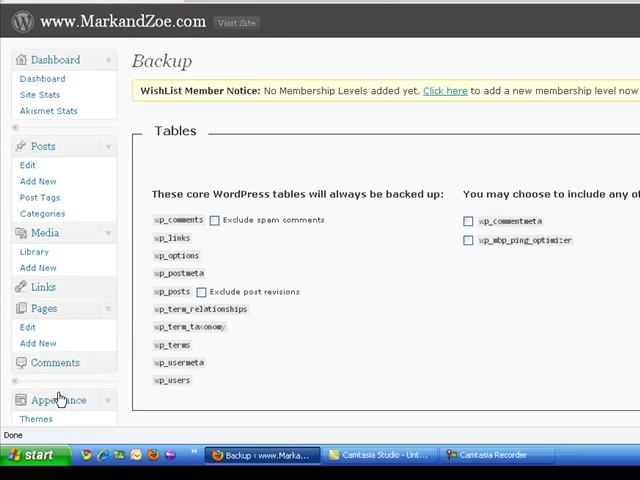 www.MarkandZoe.com Visit Site
Dashboard
Dashboard
Site Stats
Akismet Stats
Posts
Edit
Add New
Post Tags
Categories
Media
Library
Add New
Links
Pages
Edit
Add New
Comments
Appearance
Themes
Backup
WishList Member Notice: No Membership Levels added yet. Click here to add a new membership level now
Tables
These core WordPress tables will always be backed up:
wp_comments Exclude spam comments
wp_links
wp_options
wp_postmeta
wp_posts Exclude post revisions
wp_term_relationships
wp_term_taxonomy
wp_terms
wp_usermeta
wp_users
You may choose to include any of
wp_commentmeta
wp_mbp_ping_optimizer
Done
start Backup < www.Marka... Camtasia Studio - Unt... Camtasia Recorder